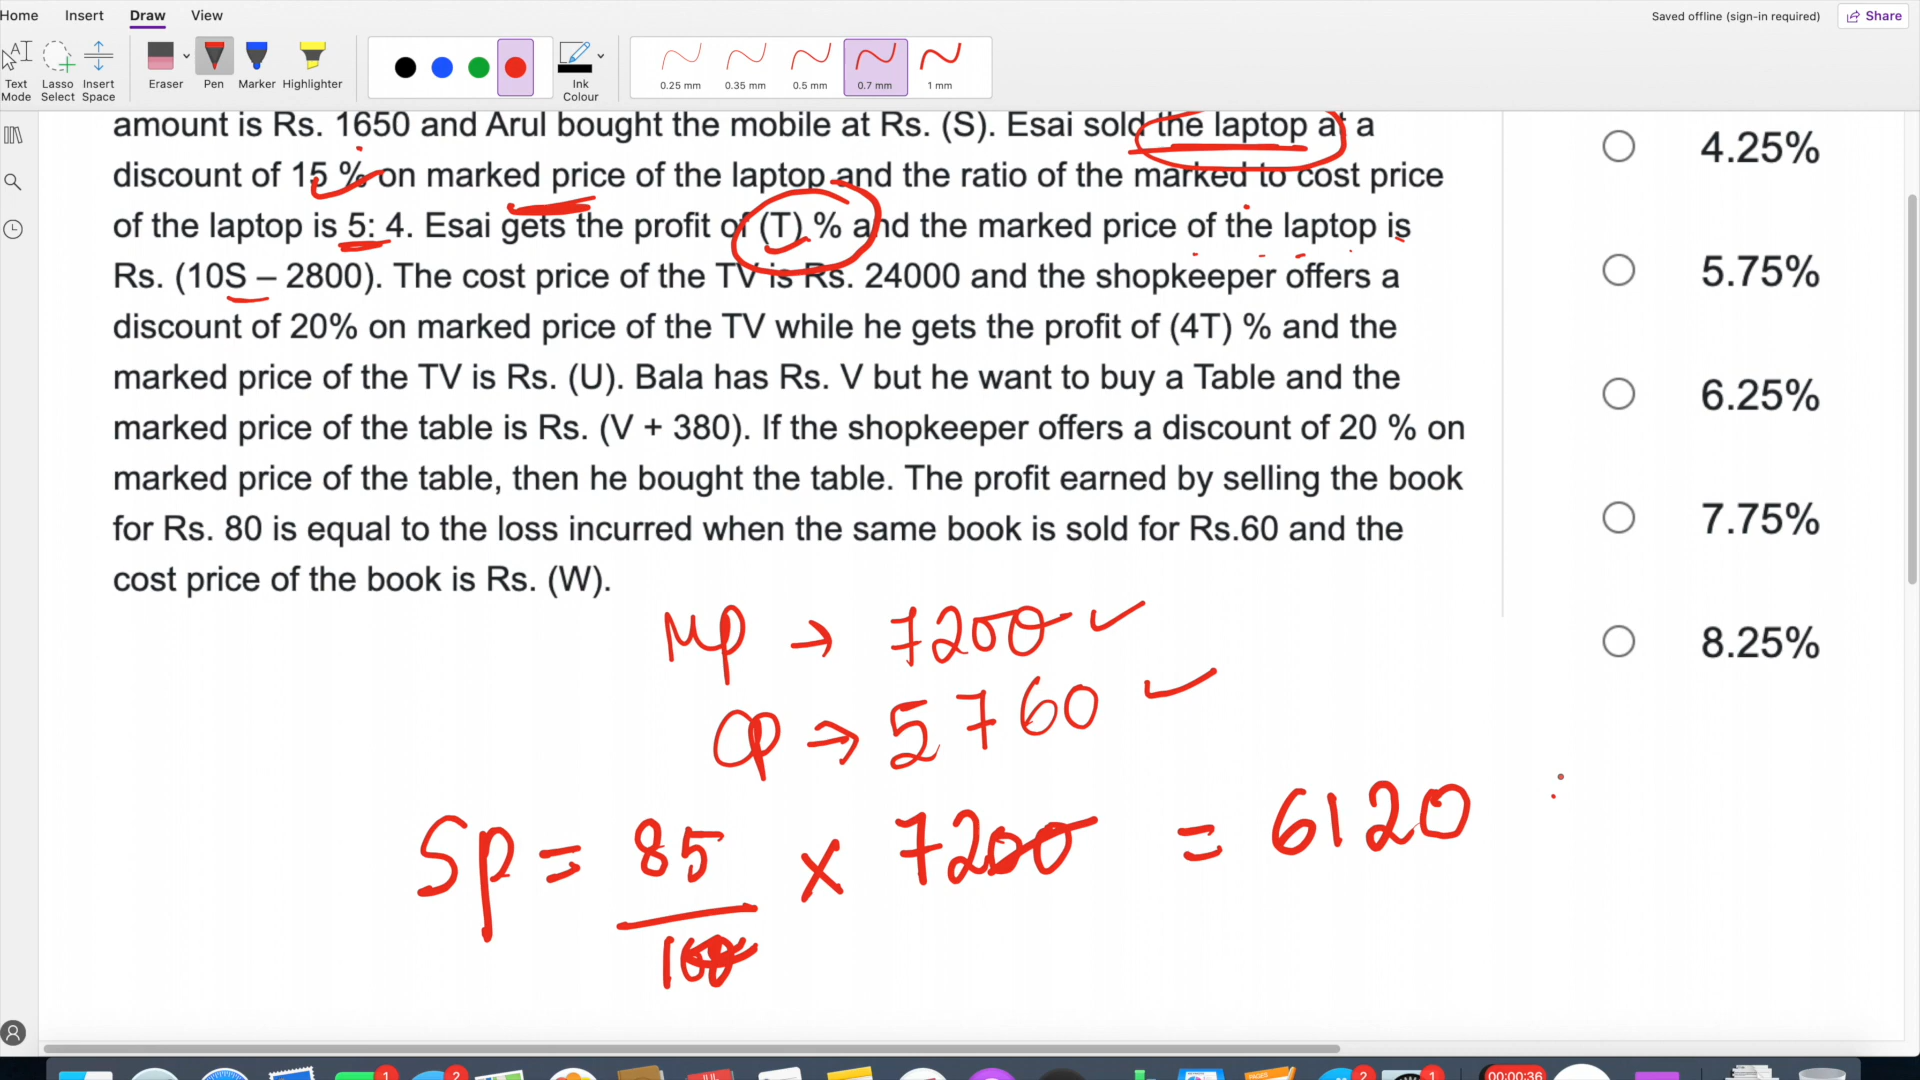 Home Insert Draw View
Saved offline (sign-in required) Share
Text Mode Lasso Select Insert Space Eraser Pen Marker Highlighter Ink Colour 0.25 mm 0.35 mm 0.5 mm 0.7 mm 1 mm
amount is Rs. 1650 and Arul bought the mobile at Rs. (S). Esai sold the laptop at a
discount of 15 % on marked price of the laptop and the ratio of the marked to cost price
of the laptop is 5: 4. Esai gets the profit of (T) % and the marked price of the laptop is
Rs. (10S – 2800). The cost price of the TV is Rs. 24000 and the shopkeeper offers a
discount of 20% on marked price of the TV while he gets the profit of (4T) % and the
marked price of the TV is Rs. (U). Bala has Rs. V but he want to buy a Table and the
marked price of the table is Rs. (V + 380). If the shopkeeper offers a discount of 20 % on
marked price of the table, then he bought the table. The profit earned by selling the book
for Rs. 80 is equal to the loss incurred when the same book is sold for Rs.60 and the
cost price of the book is Rs. (W).
4.25%
5.75%
6.25%
7.75%
8.25%
MP → 7200
CP → 5760
SP = 85 × 7200 = 6120
100
1 2 2 1
00:00:36